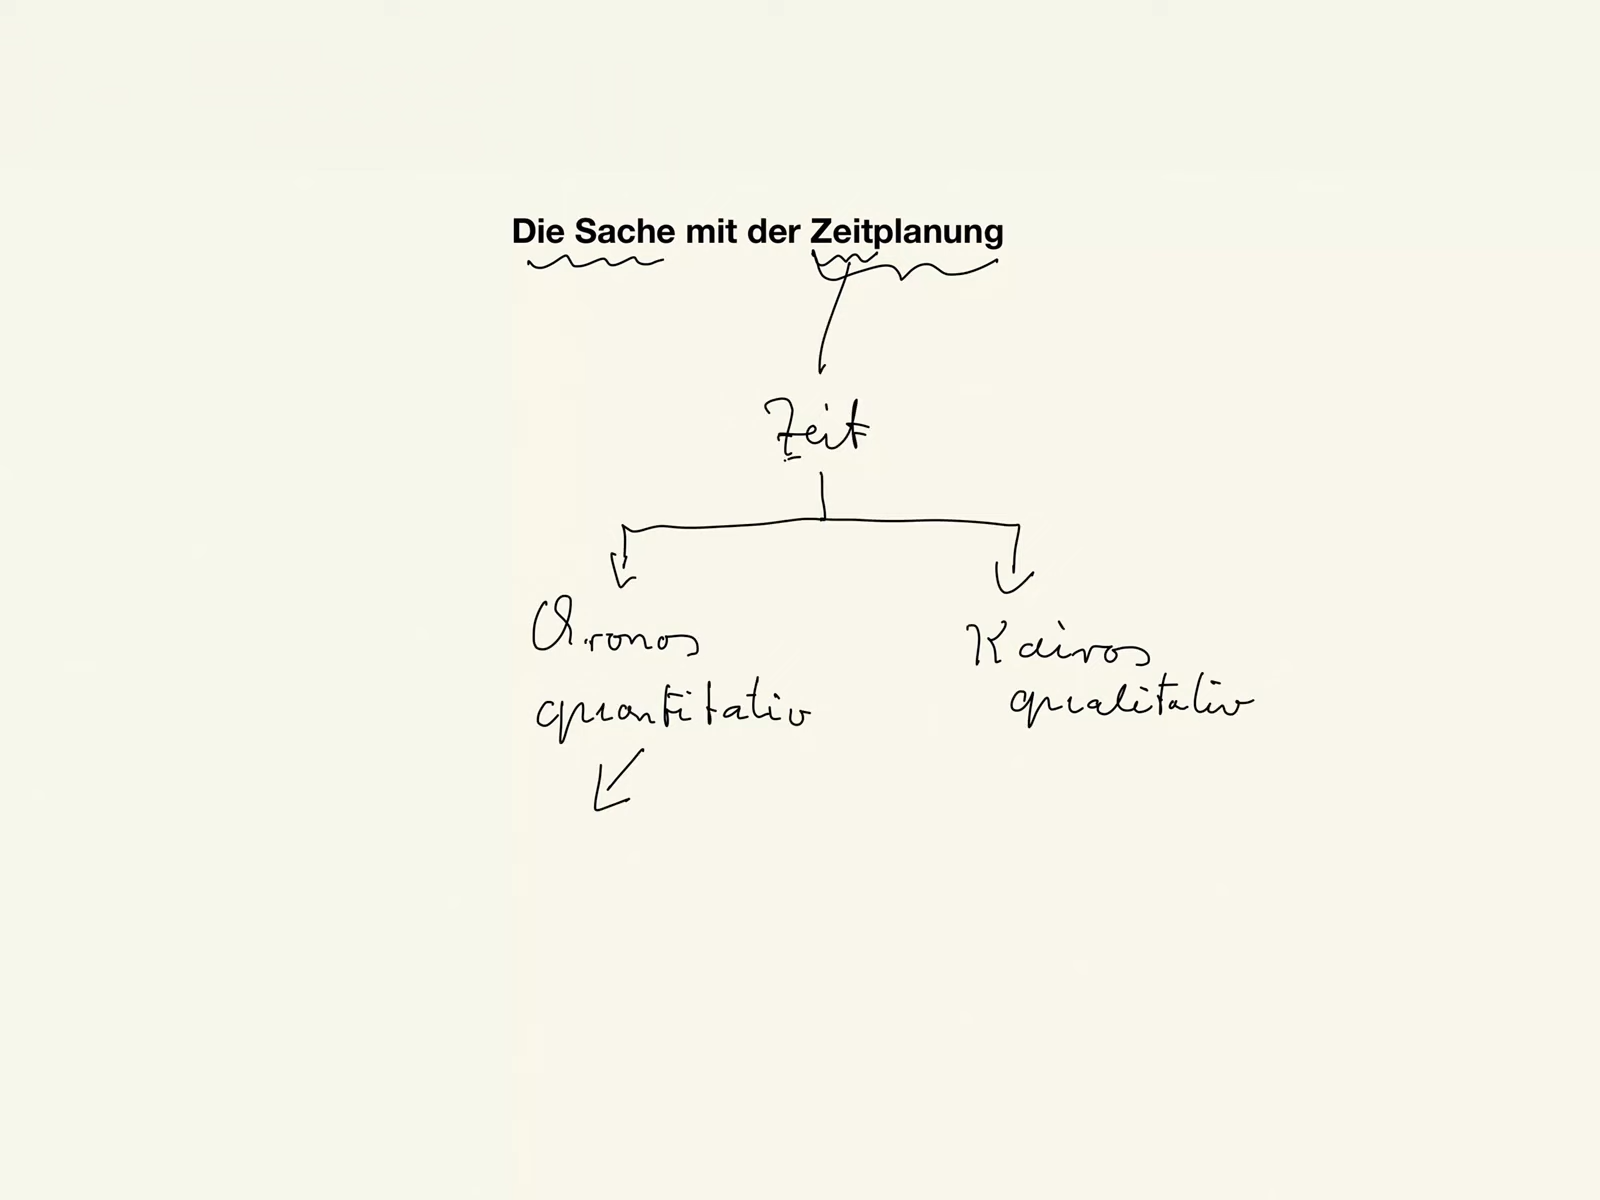 Die Sache mit der Zeitplanung
Zeit
Chronos
Kairos
quantitativ
qualitativ